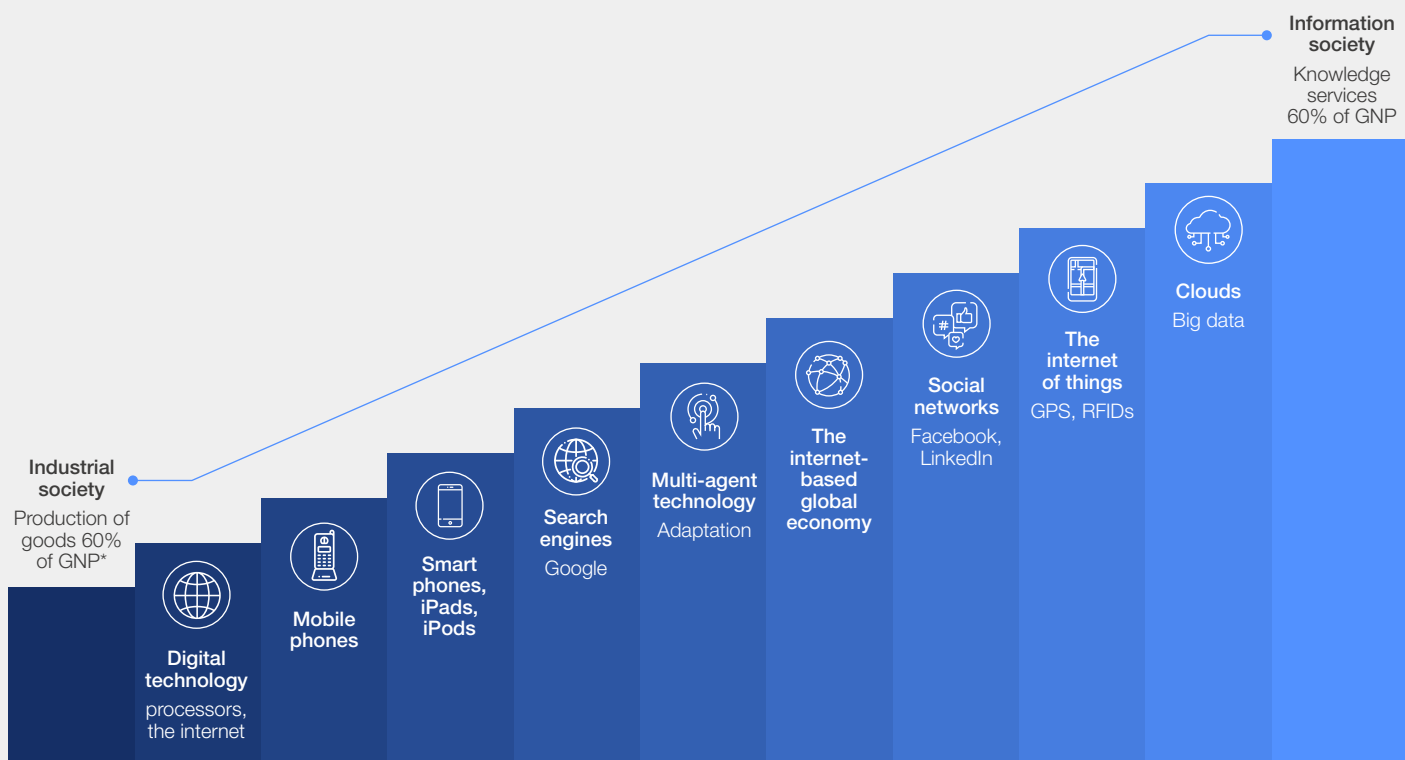 Industrial
society
Production of
goods 60%
of GNP*
Digital
technology
processors,
the internet
Mobile
phones
Smart
phones,
iPads,
iPods
Search
engines
Google
Multi-agent
technology
Adaptation
The
internet-
based
global
economy
#
Social
networks
Facebook,
LinkedIn
The
internet
of things
GPS, RFIDs
Clouds
Big data
Information
society
Knowledge
services
60% of GNP